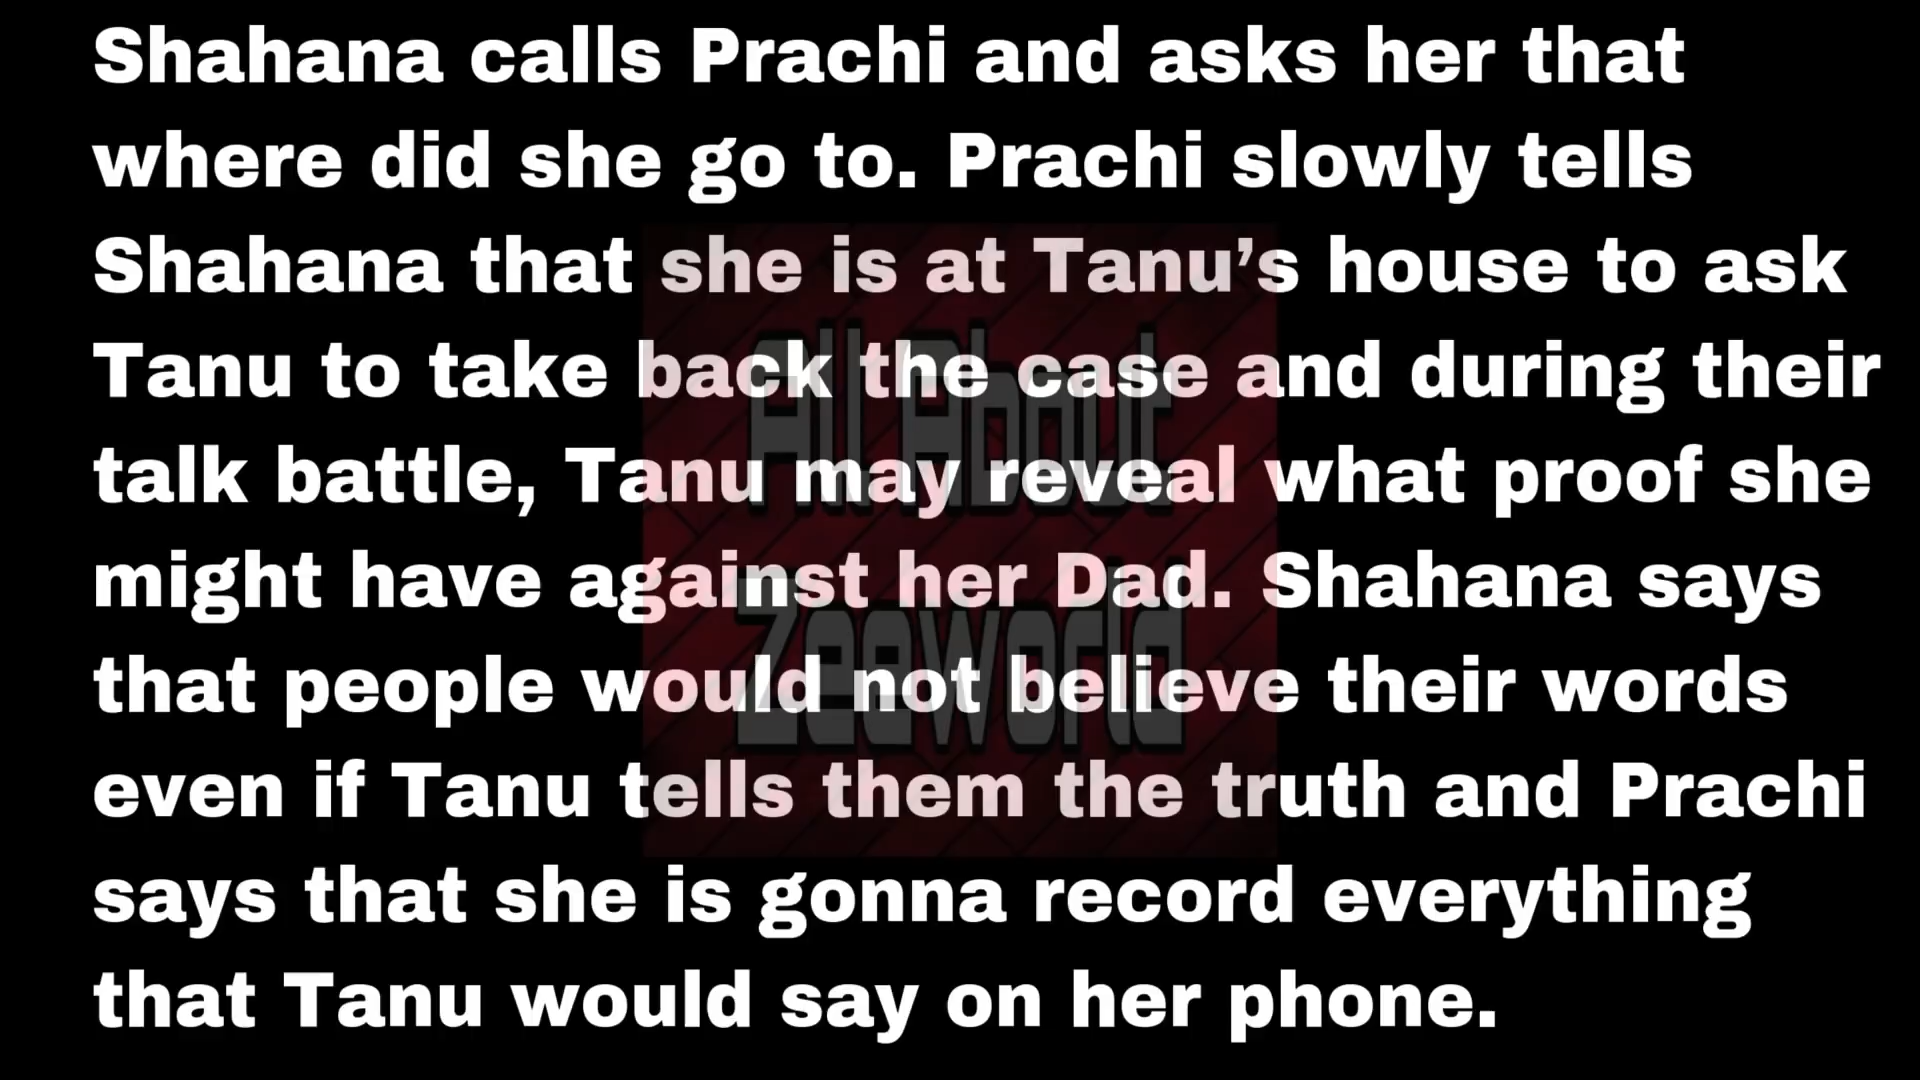 Shahana calls Prachi and asks her that
where did she go to. Prachi slowly tells
Shahana that she is at Tanu’s house to ask
Tanu to take back the case and during their
talk battle, Tanu may reveal what proof she
might have against her Dad. Shahana says
that people would not believe their words
even if Tanu tells them the truth and Prachi
says that she is gonna record everything
that Tanu would say on her phone.
All About
Zeeworld